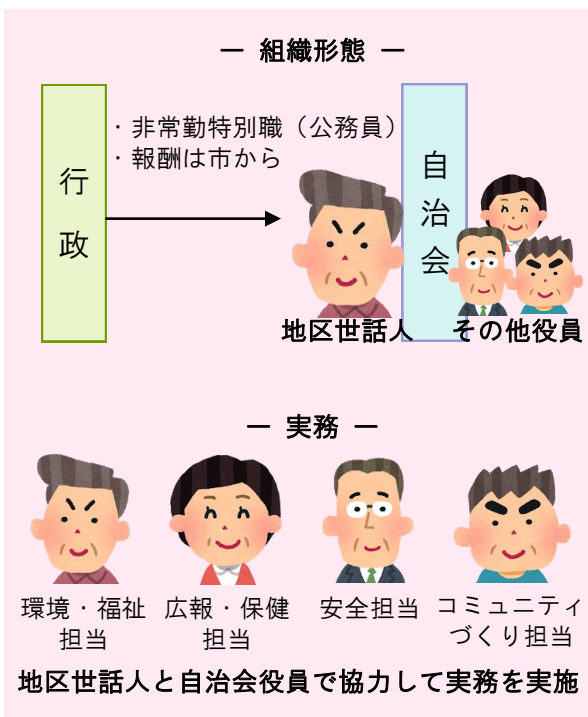 ― 組織形態 ―
行政
・非常勤特別職（公務員）
・報酬は市から
自治会
地区世話人
その他役員
― 実務 ―
環境・福祉
担当
広報・保健
担当
安全担当
コミュニティ
づくり担当
地区世話人と自治会役員で協力して実務を実施